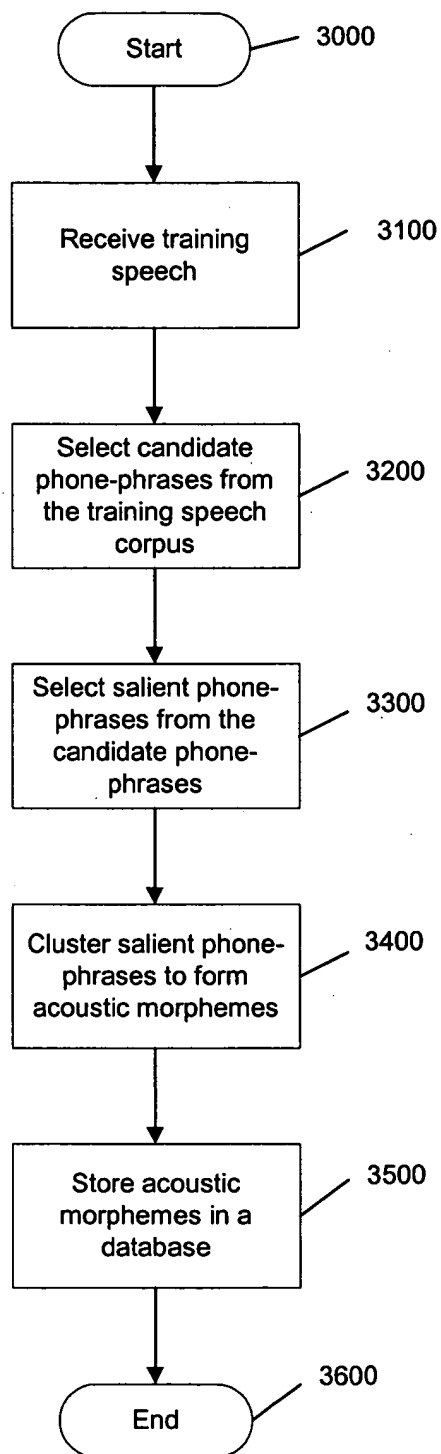 Start
3000
Receive training
speech
3100
Select candidate
phone-phrases from
the training speech
corpus
3200
Select salient phone-
phrases from the
candidate phone-
phrases
3300
Cluster salient phone-
phrases to form
acoustic morphemes
3400
Store acoustic
morphemes in a
database
3500
End
3600